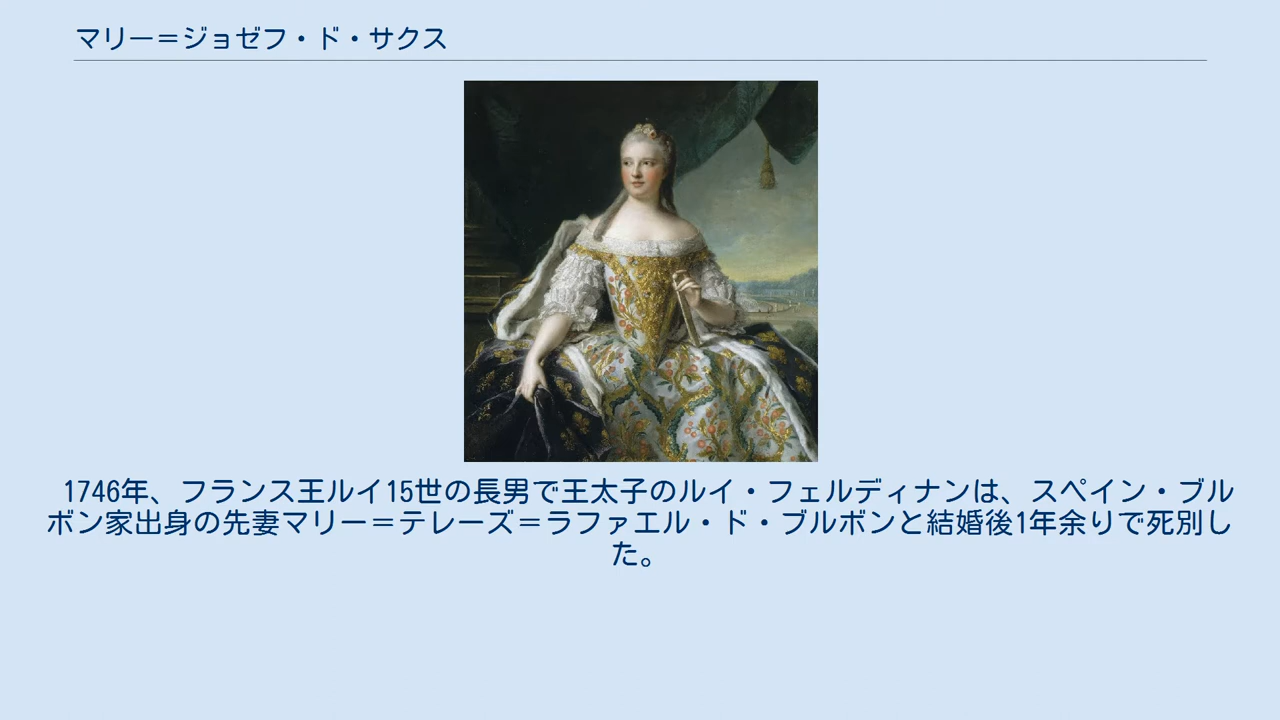 マリー＝ジョゼフ・ド・サクス
1746年、フランス王ルイ15世の長男で王太子のルイ・フェルディナンは、スペイン・ブル
ボン家出身の先妻マリー＝テレーズ＝ラファエル・ド・ブルボンと結婚後1年余りで死別し
た。